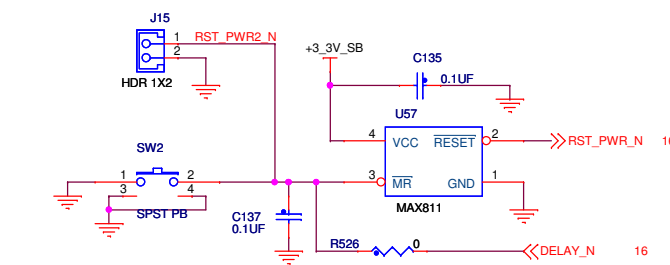 J15
1 RST_PWR2_N
2
HDR 1X2
+3_3V_SB
C135
0.1UF
U57
4 VCC RESET 2
RST_PWR_N 16
SW2
1 2
3 4
SPST PB
3 MR GND 1
MAX811
C137
0.1UF
R526 0
DELAY_N 16